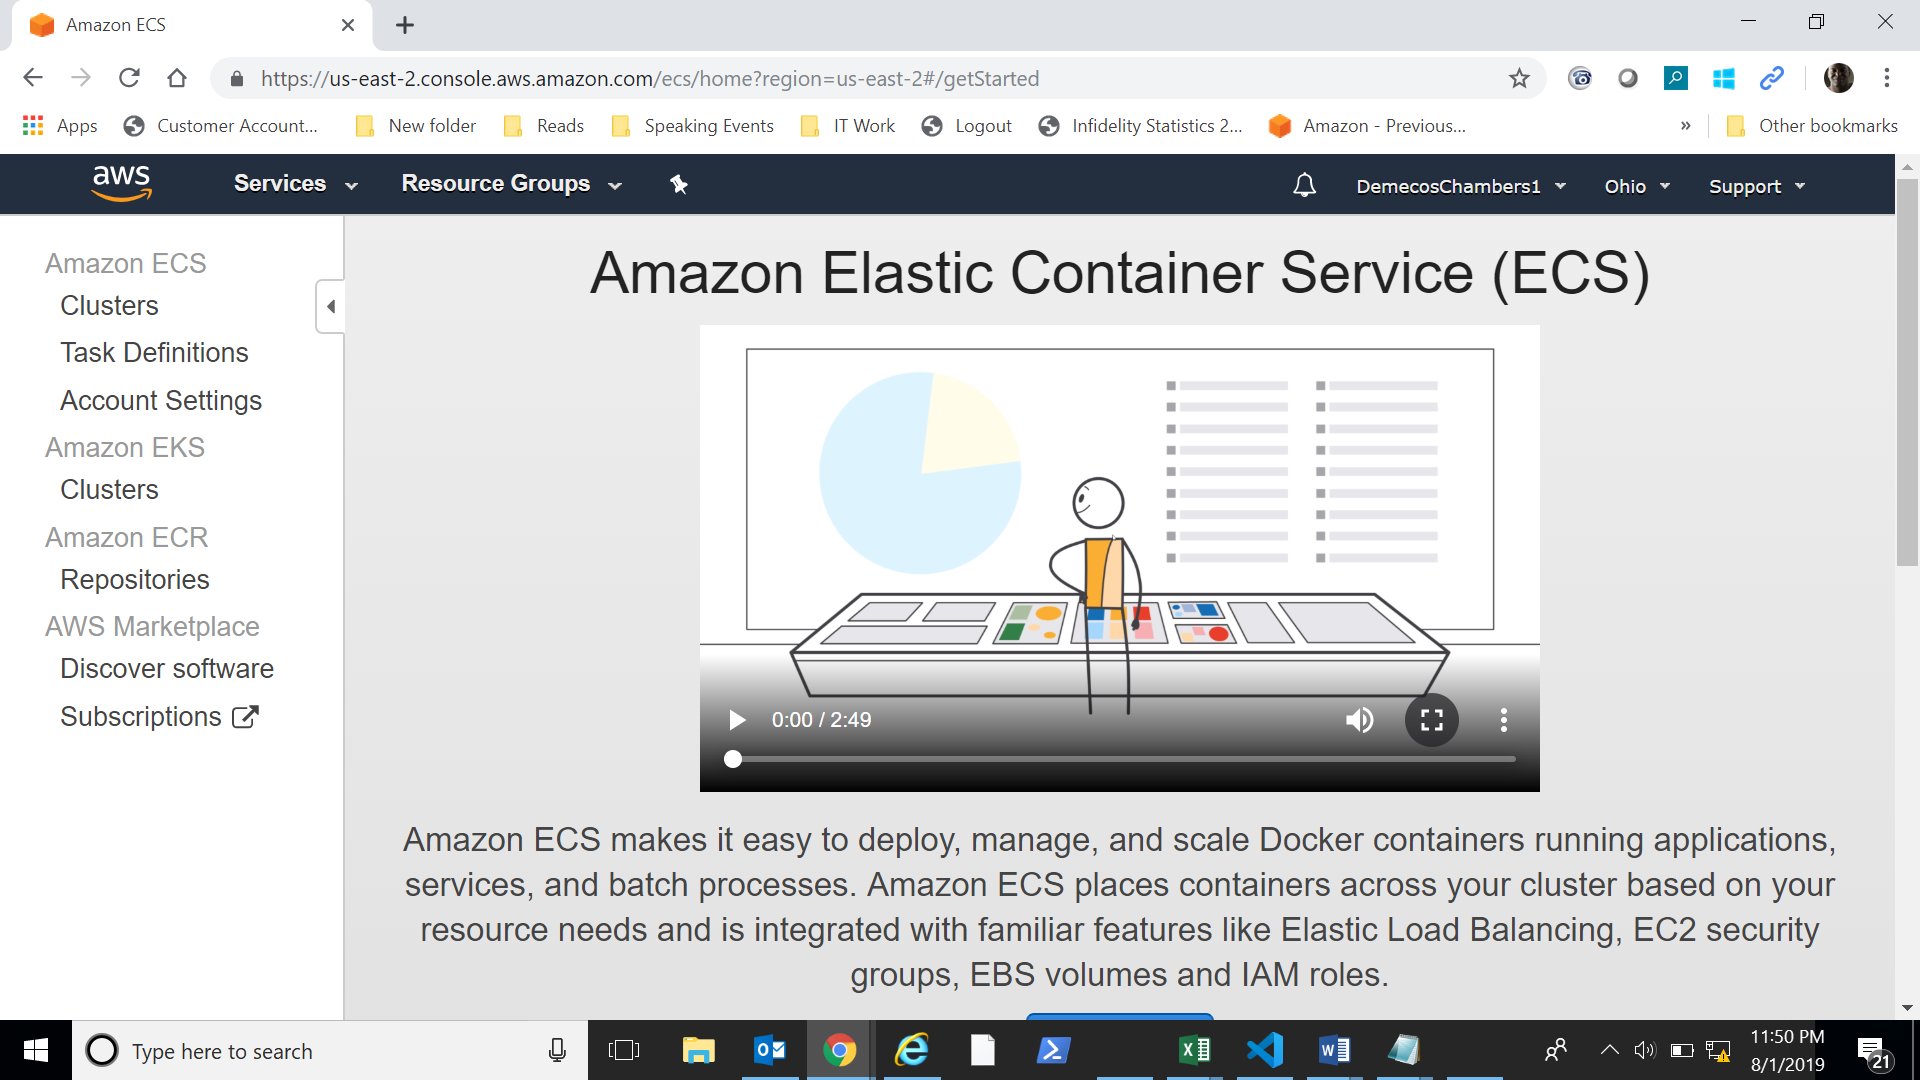 Amazon ECS
https://us-east-2.console.aws.amazon.com/ecs/home?region=us-east-2#/getStarted
Apps Customer Account... New folder Reads Speaking Events IT Work Logout Infidelity Statistics 2... Amazon - Previous... » Other bookmarks
aws Services Resource Groups DemecosChambers1 Ohio Support
Amazon ECS
Clusters
Task Definitions
Account Settings
Amazon EKS
Clusters
Amazon ECR
Repositories
AWS Marketplace
Discover software
Subscriptions
Amazon Elastic Container Service (ECS)
0:00 / 2:49
Amazon ECS makes it easy to deploy, manage, and scale Docker containers running applications,
services, and batch processes. Amazon ECS places containers across your cluster based on your
resource needs and is integrated with familiar features like Elastic Load Balancing, EC2 security
groups, EBS volumes and IAM roles.
Type here to search
11:50 PM
8/1/2019
21